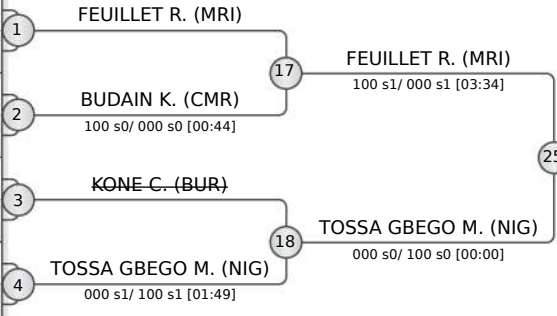 FEUILLET R. (MRI)
1
17
FEUILLET R. (MRI)
100 s1/ 000 s1 [03:34]
BUDAIN K. (CMR)
2
100 s0/ 000 s0 [00:44]
25
KONE C. (BUR)
3
18
TOSSA GBEGO M. (NIG)
000 s0/ 100 s0 [00:00]
TOSSA GBEGO M. (NIG)
4
000 s1/ 100 s1 [01:49]